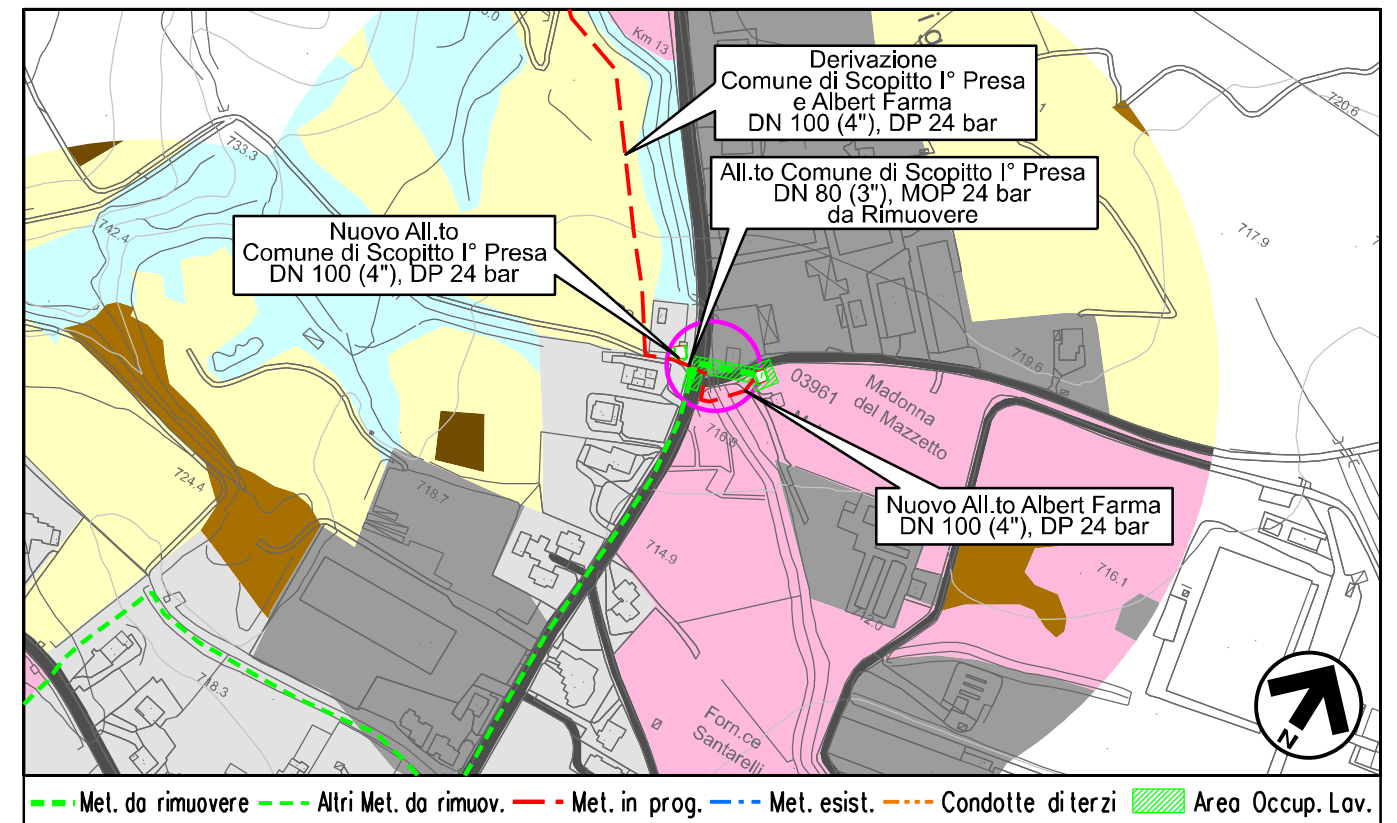 Km 13
Derivazione
Comune di Scopitto I° Presa
e Albert Farma
DN 100 (4"), DP 24 bar
720.6
733.3
All.to Comune di Scopitto I° Presa
DN 80 (3"), MOP 24 bar
da Rimuovere
742.4
Nuovo All.to
Comune di Scopitto I° Presa
DN 100 (4"), DP 24 bar
717.9
719.6
03961
Madonna
del Mazzetto
716.8
724.4
718.7
Nuovo All.to Albert Farma
DN 100 (4"), DP 24 bar
714.9
716.1
718.3
Forn.ce
Santarelli
N
Met. da rimuovere
Altri Met. da rimuov.
Met. in prog.
Met. esist.
Condotte di terzi
Area Occup. Lav.